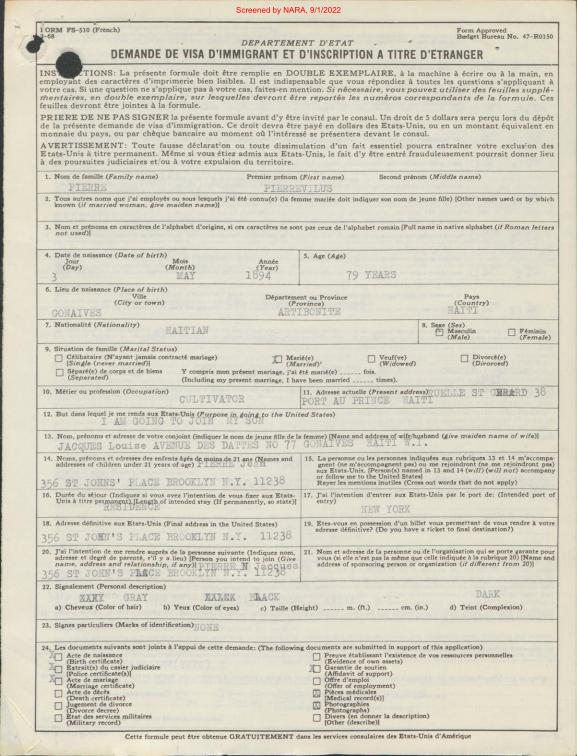 Screened by NARA, 9/1/2022
FORM FS-510 (French)
Form Approved
Budget Bureau No. 47-R0150
DEPARTEMENT D'ETAT
DEMANDE DE VISA D'IMMIGRANT ET D'INSCRIPTION A TITRE D'ETRANGER
La présente formule doit être remplie en DOUBLE EXEMPLAIRE, à la machine à écrire ou à la main, en
employant des caractères d'imprimerie bien lisibles. Il est indispensable que vous répondiez à toutes les questions s'appliquant à
votre cas. Si une question ne s'applique pas à votre cas, faites-en mention. Si nécessaire, vous pouvez utiliser des feuilles supplé-
mentaires, en double exemplaire, sur lesquelles devront être reportés les numéros correspondants de la formule. Ces
feuilles devront être jointes à la formule.
PRIERE DE NE PAS SIGNER la présente formule avant d'y être invité par le consul. Un droit de 5 dollars sera perçu lors du dépôt
de la présente demande de visa d'immigration. Ce droit devra être payé en dollars des Etats-Unis, ou en un montant équivalent en
monnaie du pays, ou par chèque bancaire au moment où l'intéressé se présentera devant le consul.
AVERTISSEMENT: Toute fausse déclaration ou toute dissimulation d'un fait essentiel pourra entraîner votre exclusion des
Etats-Unis à titre permanent. Même si vous étiez admis aux Etats-Unis, le fait d'y être entré frauduleusement pourrait donner lieu
à des poursuites judiciaires et/ou à votre expulsion du territoire.
1. Nom de famille (Family name) Premier prénom (First name) Second prénom (Middle name)
PIERRE PIERREVILUS
2. Tous autres noms que j'ai employés ou sous lesquels j'ai été connu(e) (la femme mariée doit indiquer son nom de jeune fille) [Other names used or by which
known (if married woman, give maiden name)]
3. Nom et prénoms en caractères de l'alphabet d'origine, si ces caractères ne sont pas ceux de l'alphabet romain [Full name in native alphabet (if Roman letters
not used)]
4. Date de naissance (Date of birth) 5. Age (Age)
Jour Mois Année
(Day) (Month) (Year)
3 MAY 1894 79 YEARS
6. Lieu de naissance (Place of birth)
Ville Département ou Province Pays
(City or town) (Province) (Country)
GONAIVES ARTIBONITE HAITI
7. Nationalité (Nationality) 8. Sexe (Sex)
HAITIAN Masculin Féminin
(Male) (Female)
9. Situation de famille (Marital Status)
Célibataire (N'ayant jamais contracté mariage) X Marié(e) Veuf(ve) Divorcé(e)
[Single (never married)] (Married) (Widowed) (Divorced)
Séparé(e) de corps et de biens Y compris mon présent mariage, j'ai été marié(e) ...... fois.
(Separated) (Including my present marriage, I have been married ...... times).
10. Métier ou profession (Occupation) 11. Adresse actuelle (Present address) RUELLE ST GERARD 38
CULTIVATOR PORT AU PRINCE HAITI
12. But dans lequel je me rends aux Etats-Unis (Purpose in going to the United States)
I AM GOING TO JOIN MY SON
13. Nom, prénoms et adresse de votre conjoint (indiquer le nom de jeune fille de la femme) [Name and address of wife/husband (give maiden name of wife)]
JACQUES Louise AVENUE DES DATTES NO 77 GONAIVES HAITI W.I.
14. Noms, prénoms et adresses des enfants âgés de moins de 21 ans (Names and
addresses of children under 21 years of age) PIERRE Jean
356 ST JOHNS' PLACE BROOKLYN N.Y. 11238
15. La personne ou les personnes indiquées aux rubriques 13 et 14 m'accompa-
gnent (ne m'accompagnent pas) ou me rejoindront (ne me rejoindront pas)
aux Etats-Unis. [Person(s) named in 13 and 14 (will) (will not) accompany
or follow me to the United States]
Rayer les mentions inutiles (Cross out words that do not apply)
16. Durée du séjour (Indiquez si vous avez l'intention de vous fixer aux Etats-
Unis à titre permanent) [Length of intended stay (If permanently, so state)]
RESIDENCE
17. J'ai l'intention d'entrer aux Etats-Unis par le port de: (Intended port of
entry)
NEW YORK
18. Adresse définitive aux Etats-Unis (Final address in the United States)
356 ST JOHN'S PLACE BROOKLYN N.Y. 11238
19. Etes-vous en possession d'un billet vous permettant de vous rendre à votre
adresse définitive? (Do you have a ticket to final destination?)
20. J'ai l'intention de me rendre auprès de la personne suivante (Indiquez nom,
adresse et degré de parenté, s'il y a lieu) [Person you intend to join (Give
name, address and relationship, if any)] PIERRE N Jacques
356 ST JOHN'S PLACE BROOKLYN N.Y. 11238
21. Nom et adresse de la personne ou de l'organisation qui se porte garante pour
vous (si elle n'est pas la même que celle indiquée à la rubrique 20) [Name and
address of sponsoring person or organization (if different from 20)]
22. Signalement (Personal description)
GRAY BLACK DARK
a) Cheveux (Color of hair) b) Yeux (Color of eyes) c) Taille (Height) ...... m. (ft.) ...... cm. (in.) d) Teint (Complexion)
23. Signes particuliers (Marks of identification) NONE
24. Les documents suivants sont joints à l'appui de cette demande: (The following documents are submitted in support of this application)
X Acte de naissance Preuve établissant l'existence de vos ressources personnelles
(Birth certificate) (Evidence of own assets)
X Extrait(s) du casier judiciaire X Garantie de soutien
[Police certificate(s)] (Affidavit of support)
X Acte de mariage Offre d'emploi
(Marriage certificate) (Offer of employment)
Acte de décès X Pièces médicales
(Death certificate) [Medical record(s)]
Jugement de divorce X Photographies
(Divorce decree) (Photographs)
Etat des services militaires Divers (en donner la description)
(Military record) [Other (describe)]
Cette formule peut être obtenue GRATUITEMENT dans les services consulaires des Etats-Unis d'Amérique